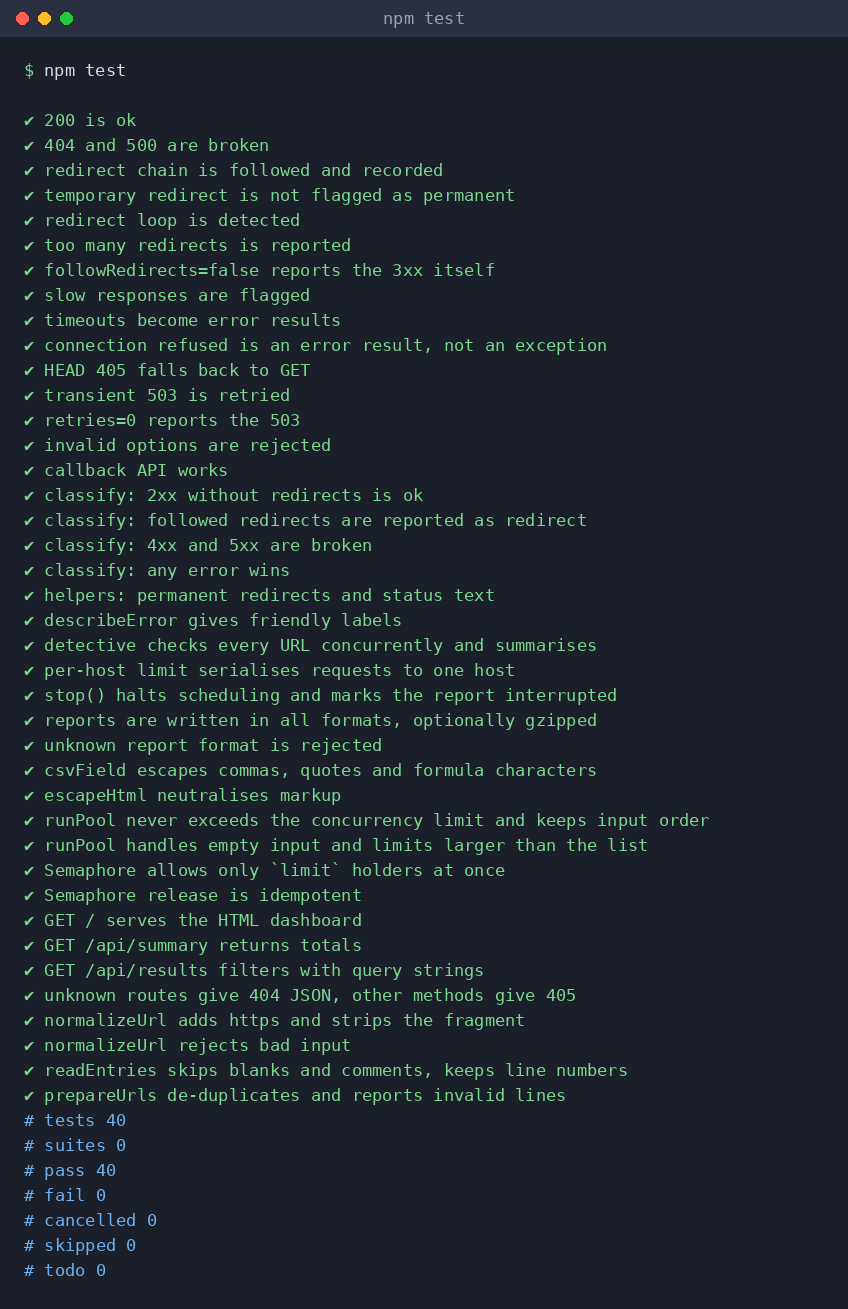 npm test
$ npm test
✔ 200 is ok
✔ 404 and 500 are broken
✔ redirect chain is followed and recorded
✔ temporary redirect is not flagged as permanent
✔ redirect loop is detected
✔ too many redirects is reported
✔ followRedirects=false reports the 3xx itself
✔ slow responses are flagged
✔ timeouts become error results
✔ connection refused is an error result, not an exception
✔ HEAD 405 falls back to GET
✔ transient 503 is retried
✔ retries=0 reports the 503
✔ invalid options are rejected
✔ callback API works
✔ classify: 2xx without redirects is ok
✔ classify: followed redirects are reported as redirect
✔ classify: 4xx and 5xx are broken
✔ classify: any error wins
✔ helpers: permanent redirects and status text
✔ describeError gives friendly labels
✔ detective checks every URL concurrently and summarises
✔ per-host limit serialises requests to one host
✔ stop() halts scheduling and marks the report interrupted
✔ reports are written in all formats, optionally gzipped
✔ unknown report format is rejected
✔ csvField escapes commas, quotes and formula characters
✔ escapeHtml neutralises markup
✔ runPool never exceeds the concurrency limit and keeps input order
✔ runPool handles empty input and limits larger than the list
✔ Semaphore allows only `limit` holders at once
✔ Semaphore release is idempotent
✔ GET / serves the HTML dashboard
✔ GET /api/summary returns totals
✔ GET /api/results filters with query strings
✔ unknown routes give 404 JSON, other methods give 405
✔ normalizeUrl adds https and strips the fragment
✔ normalizeUrl rejects bad input
✔ readEntries skips blanks and comments, keeps line numbers
✔ prepareUrls de-duplicates and reports invalid lines
# tests 40
# suites 0
# pass 40
# fail 0
# cancelled 0
# skipped 0
# todo 0